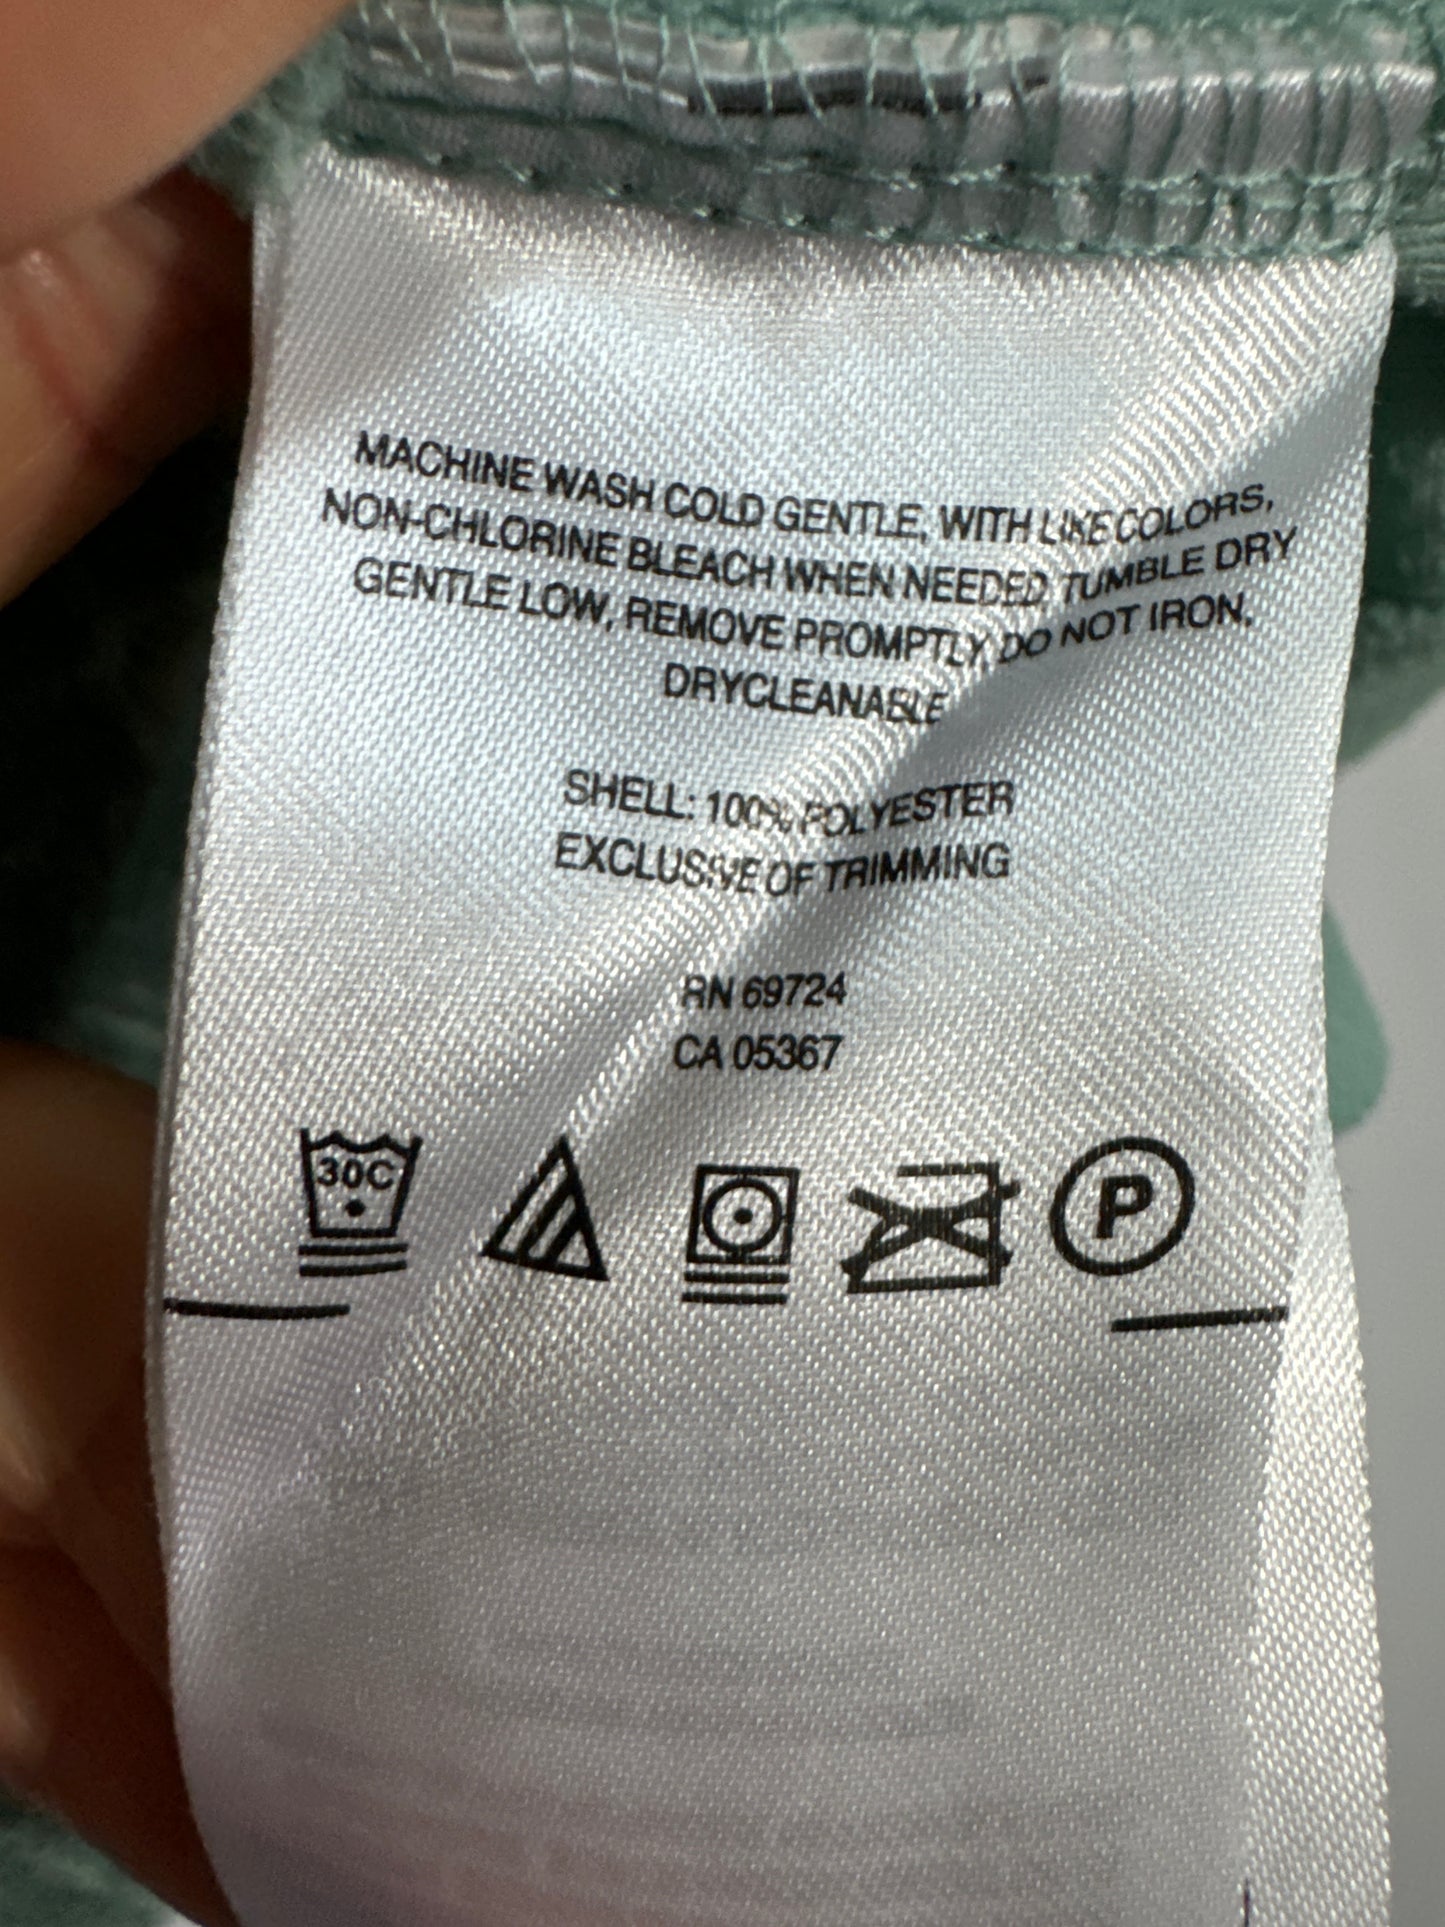 MACHINE WASH COLD GENTLE, WITH LIKE COLORS,
NON-CHLORINE BLEACH WHEN NEEDED, TUMBLE DRY
GENTLE LOW, REMOVE PROMPTLY, DO NOT IRON,
DRYCLEANABLE
SHELL: 100% POLYESTER
EXCLUSIVE OF TRIMMING
RN 69724
CA 05367
30C
P